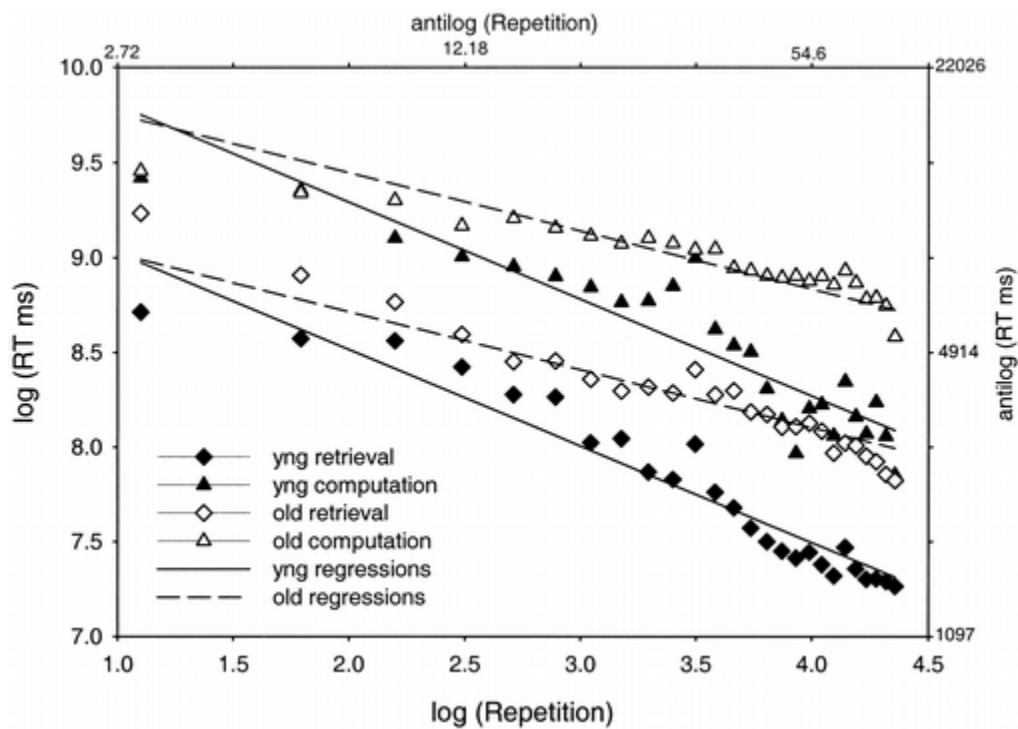 antilog (Repetition)
2.72 12.18 54.6
10.0 22026
9.5
9.0
8.5 4914
8.0
7.5
7.0 1097
log (RT ms)
antilog (RT ms)
yng retrieval
yng computation
old retrieval
old computation
yng regressions
old regressions
1.0 1.5 2.0 2.5 3.0 3.5 4.0 4.5
log (Repetition)